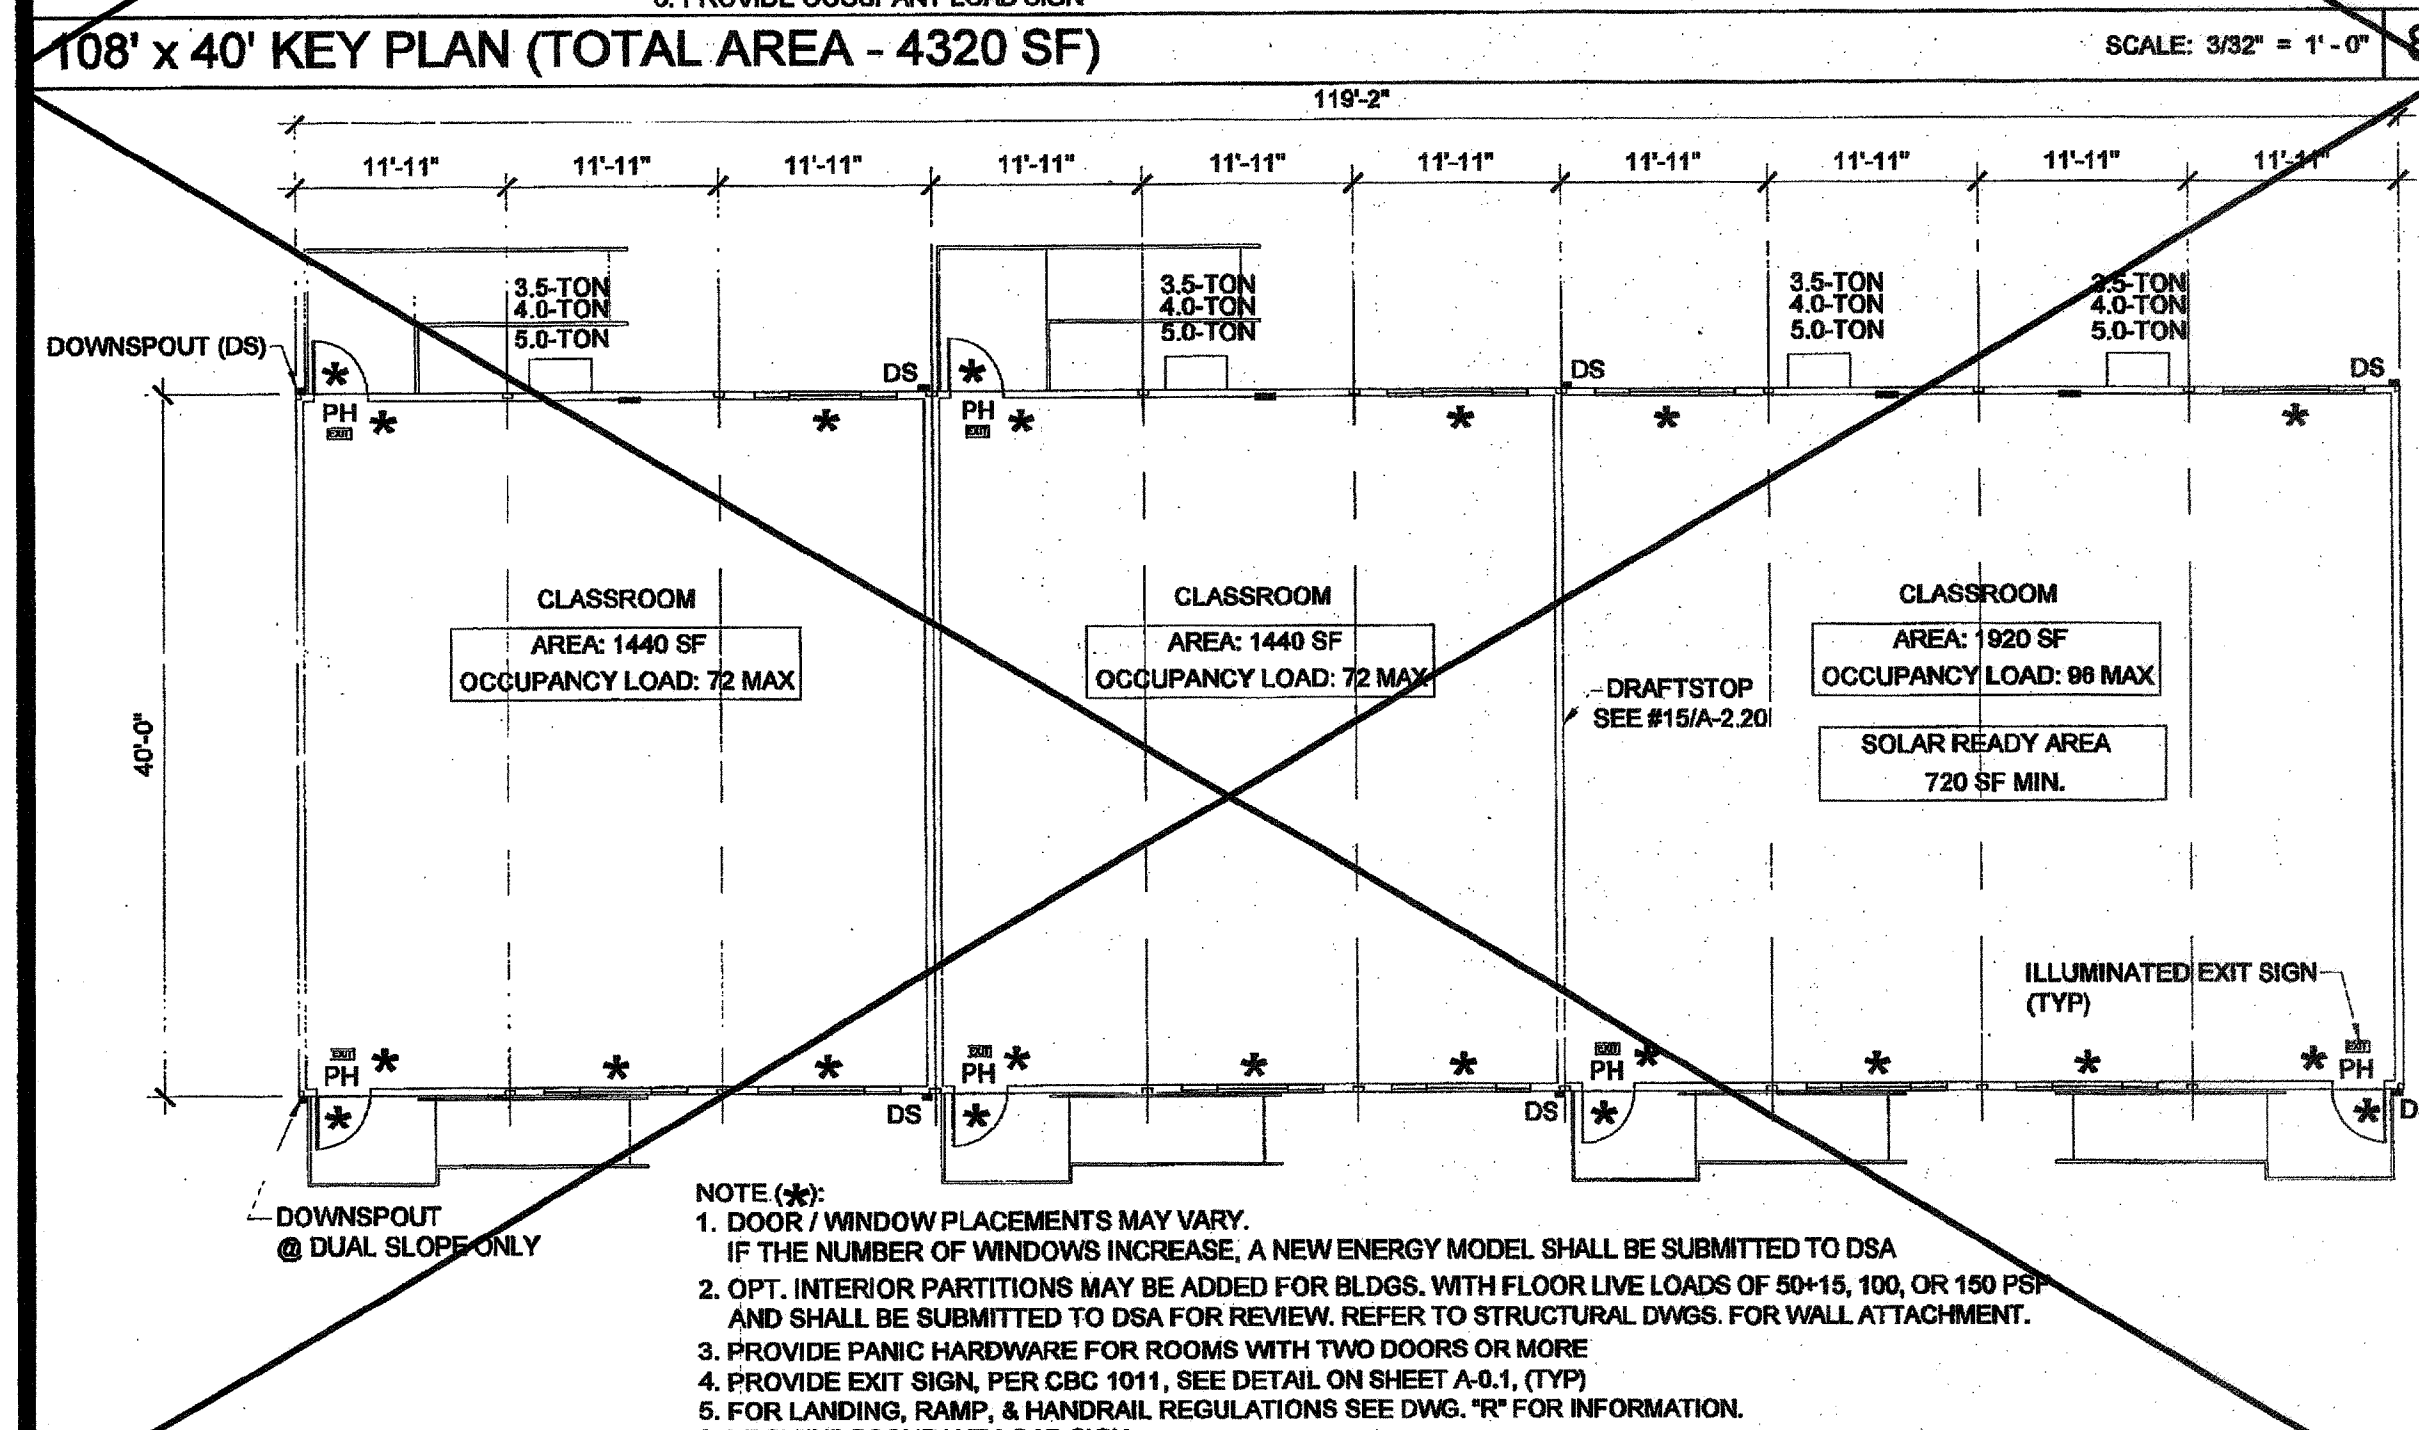 108' x 40' KEY PLAN (TOTAL AREA - 4320 SF)
SCALE: 3/32" = 1' - 0"
119'-2"
11'-11" 11'-11" 11'-11" 11'-11" 11'-11" 11'-11" 11'-11" 11'-11" 11'-11" 11'-11"
3.5-TON 3.5-TON 3.5-TON 3.5-TON
4.0-TON 4.0-TON 4.0-TON 4.0-TON
5.0-TON 5.0-TON 5.0-TON 5.0-TON
DOWNSPOUT (DS)
DS DS DS
* *
PH * * PH * * * *
EXIT EXIT
40'-0"
CLASSROOM
AREA: 1440 SF
OCCUPANCY LOAD: 72 MAX
CLASSROOM
AREA: 1440 SF
OCCUPANCY LOAD: 72 MAX
DRAFTSTOP
SEE #15/A-2.20
CLASSROOM
AREA: 1920 SF
OCCUPANCY LOAD: 96 MAX
SOLAR READY AREA
720 SF MIN.
ILLUMINATED EXIT SIGN
(TYP)
EXIT * * * EXIT * * * EXIT * * * * EXIT
PH PH PH PH
* DS * DS * *
DOWNSPOUT
@ DUAL SLOPE ONLY
NOTE (*):
1. DOOR / WINDOW PLACEMENTS MAY VARY.
IF THE NUMBER OF WINDOWS INCREASE, A NEW ENERGY MODEL SHALL BE SUBMITTED TO DSA
2. OPT. INTERIOR PARTITIONS MAY BE ADDED FOR BLDGS. WITH FLOOR LIVE LOADS OF 50+15, 100, OR 150 PSF
AND SHALL BE SUBMITTED TO DSA FOR REVIEW. REFER TO STRUCTURAL DWGS. FOR WALL ATTACHMENT.
3. PROVIDE PANIC HARDWARE FOR ROOMS WITH TWO DOORS OR MORE
4. PROVIDE EXIT SIGN, PER CBC 1011, SEE DETAIL ON SHEET A-0.1, (TYP)
5. FOR LANDING, RAMP, & HANDRAIL REGULATIONS SEE DWG. "R" FOR INFORMATION.